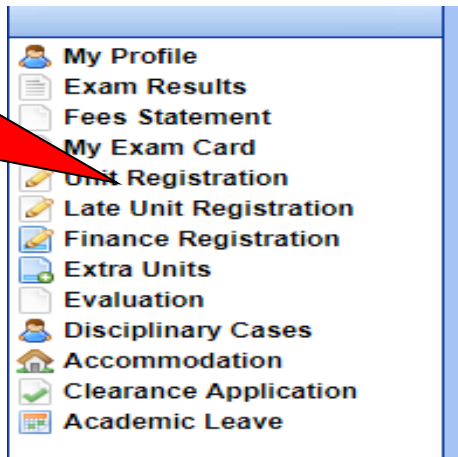 My Profile
Exam Results
Fees Statement
My Exam Card
Unit Registration
Late Unit Registration
Finance Registration
Extra Units
Evaluation
Disciplinary Cases
Accommodation
Clearance Application
Academic Leave